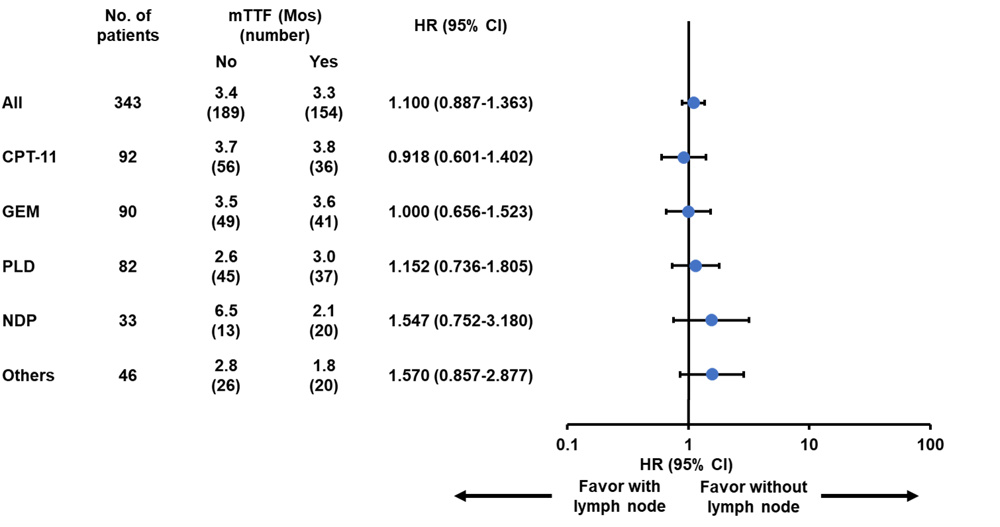 No. of patients mTTF (Mos) (number) HR (95% CI)
No Yes
All 343 3.4 (189) 3.3 (154) 1.100 (0.887-1.363)
CPT-11 92 3.7 (56) 3.8 (36) 0.918 (0.601-1.402)
GEM 90 3.5 (49) 3.6 (41) 1.000 (0.656-1.523)
PLD 82 2.6 (45) 3.0 (37) 1.152 (0.736-1.805)
NDP 33 6.5 (13) 2.1 (20) 1.547 (0.752-3.180)
Others 46 2.8 (26) 1.8 (20) 1.570 (0.857-2.877)
0.1 1 10 100
HR (95% CI)
Favor with lymph node
Favor without lymph node